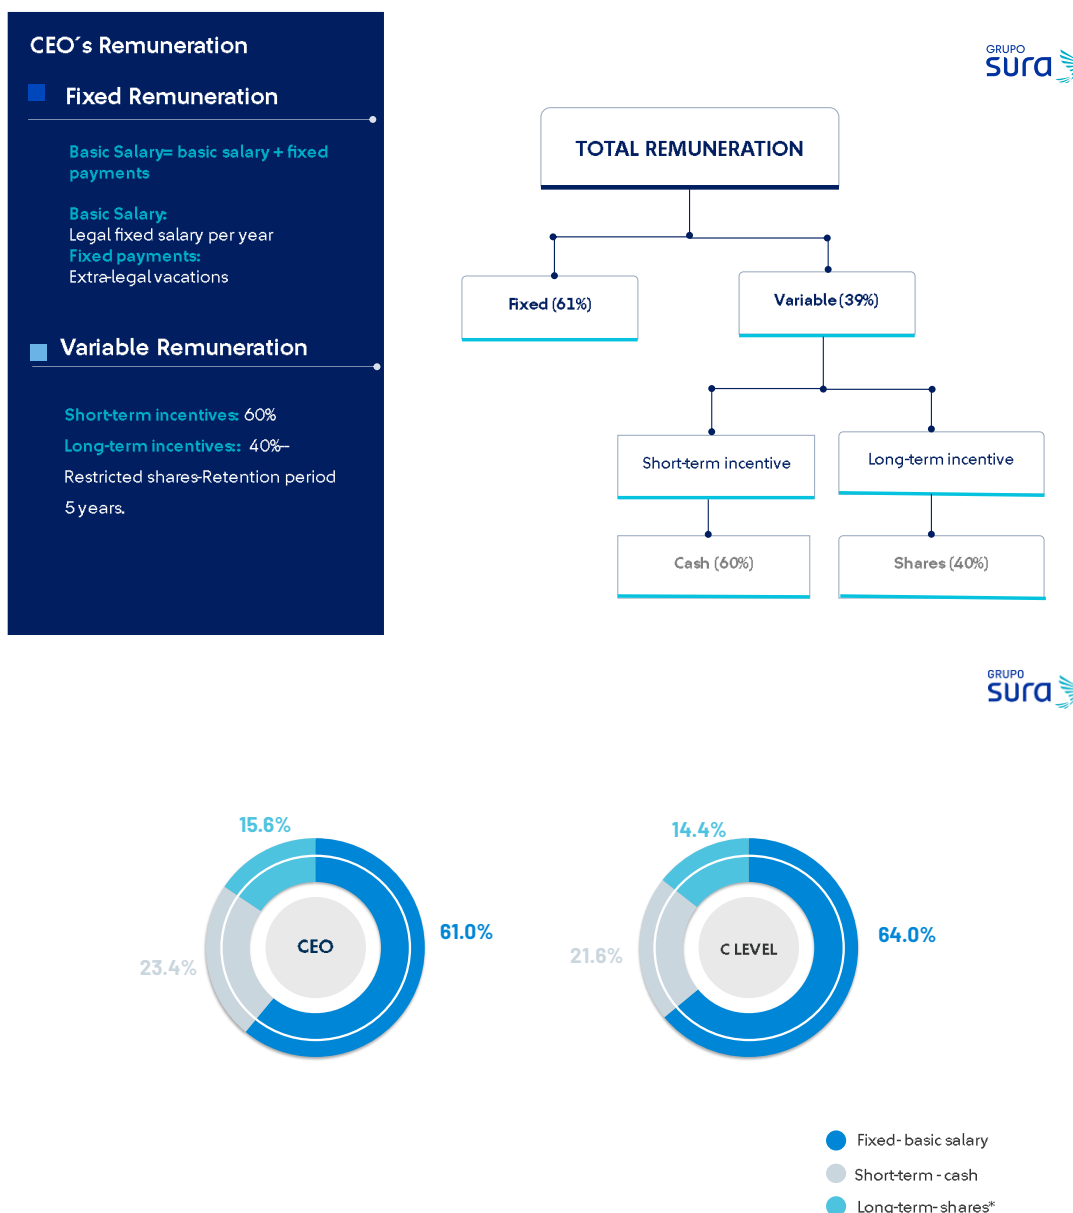 CEO´s Remuneration
Fixed Remuneration
Basic Salary= basic salary + fixed
payments
Basic Salary:
Legal fixed salary per year
Fixed payments:
Extra-legal vacations
Variable Remuneration
Short-term incentives: 60%
Long-term incentives:: 40%–
Restricted shares-Retention period
5 years.
GRUPO
sura
TOTAL REMUNERATION
Fixed (61%)
Variable (39%)
Short-term incentive
Long-term incentive
Cash (60%)
Shares (40%)
GRUPO
sura
15.6%
CEO
61.0%
23.4%
14.4%
C LEVEL
64.0%
21.6%
Fixed- basic salary
Short-term - cash
Long-term- shares*